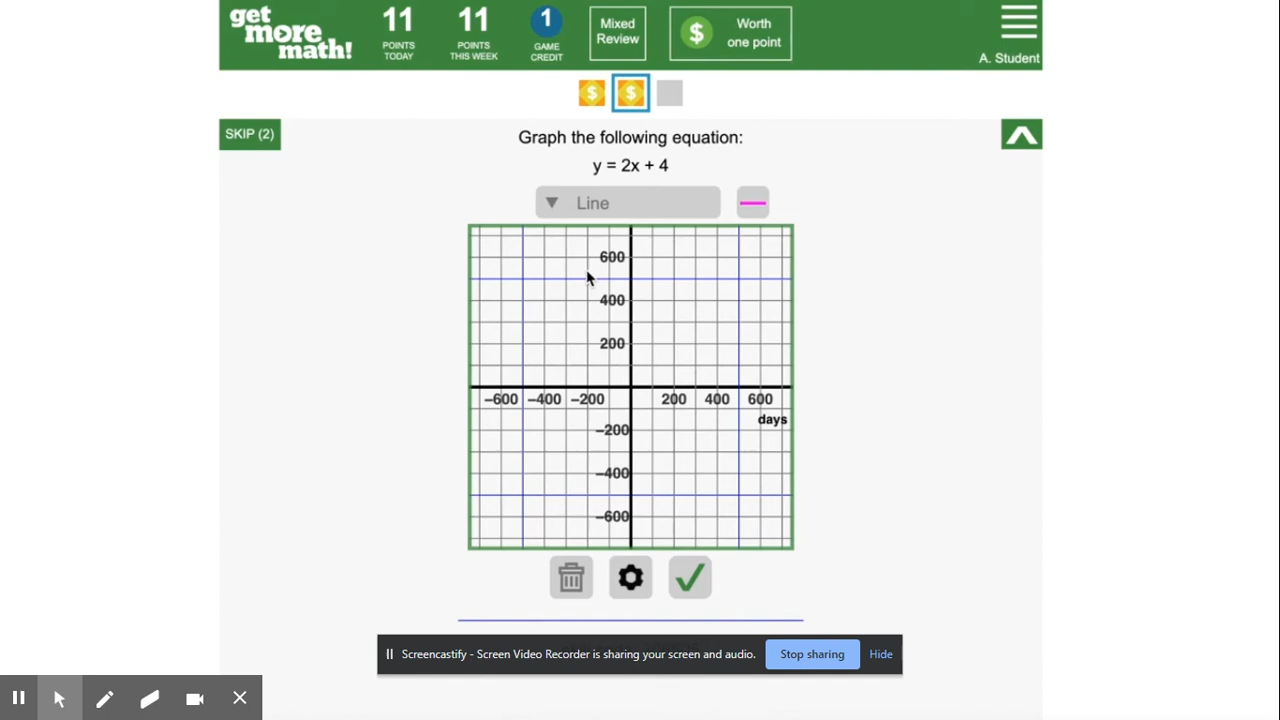 get more math!
11
POINTS TODAY
11
POINTS THIS WEEK
1
GAME CREDIT
Mixed Review
$
Worth one point
A. Student
$
$
SKIP (2)
Graph the following equation:
y = 2x + 4
Line
600
400
200
–600
–400
–200
200
400
600
days
–200
–400
–600
Screencastify - Screen Video Recorder is sharing your screen and audio.
Stop sharing
Hide